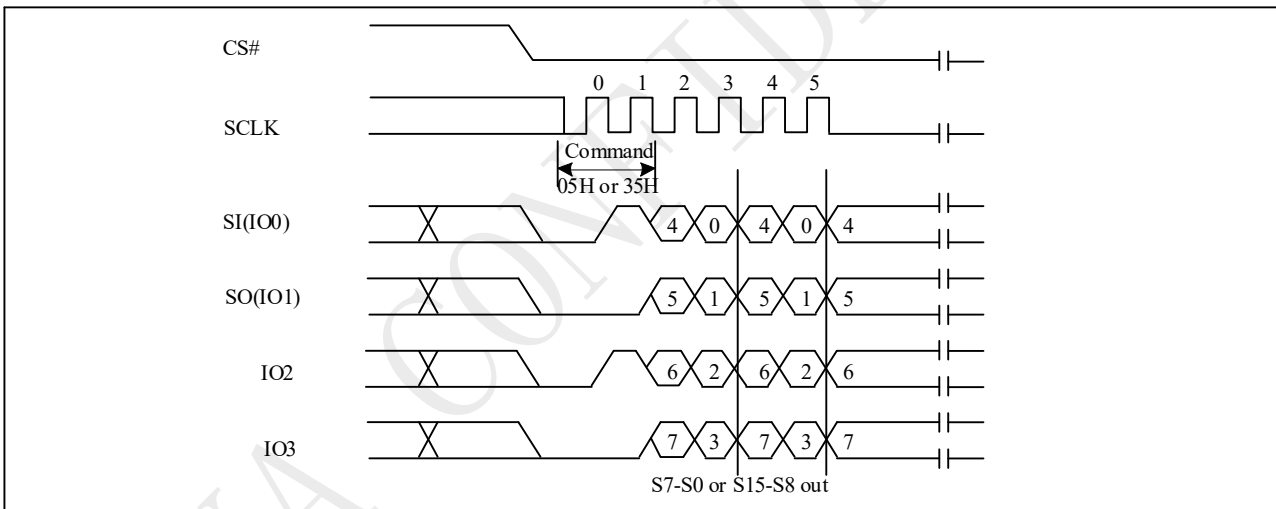 CS#
0 1 2 3 4 5
SCLK
Command
05H or 35H
SI(IO0) 4 0 4 0 4
SO(IO1) 5 1 5 1 5
IO2 6 2 6 2 6
IO3 7 3 7 3 7
S7-S0 or S15-S8 out